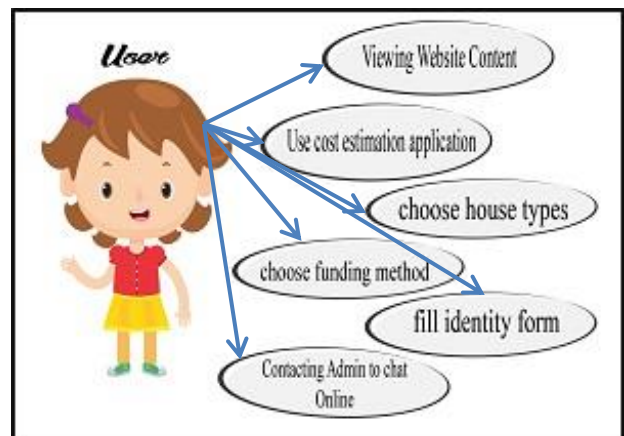 User
Viewing Website Content
Use cost estimation application
choose house types
choose funding method
fill identity form
Contacting Admin to chat
Online